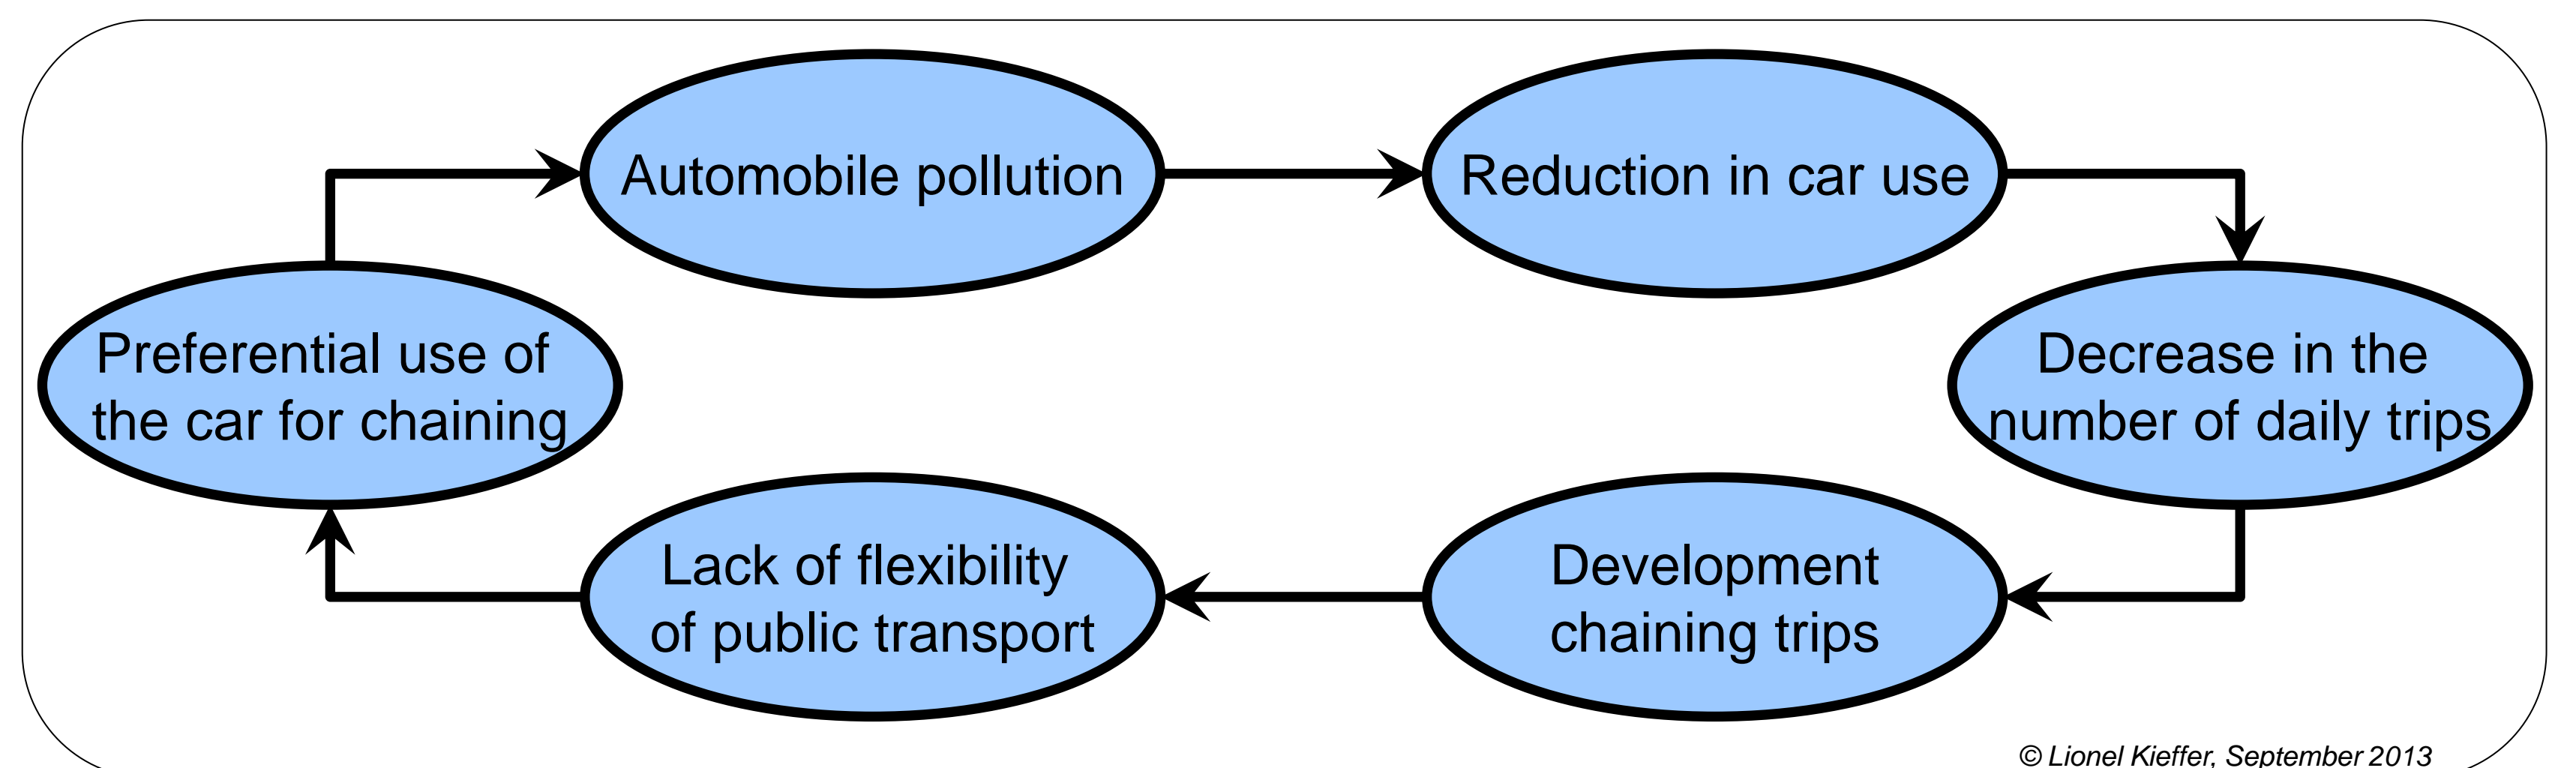 Automobile pollution
Reduction in car use
Preferential use of
the car for chaining
Decrease in the
number of daily trips
Lack of flexibility
of public transport
Development
chaining trips
© Lionel Kieffer, September 2013